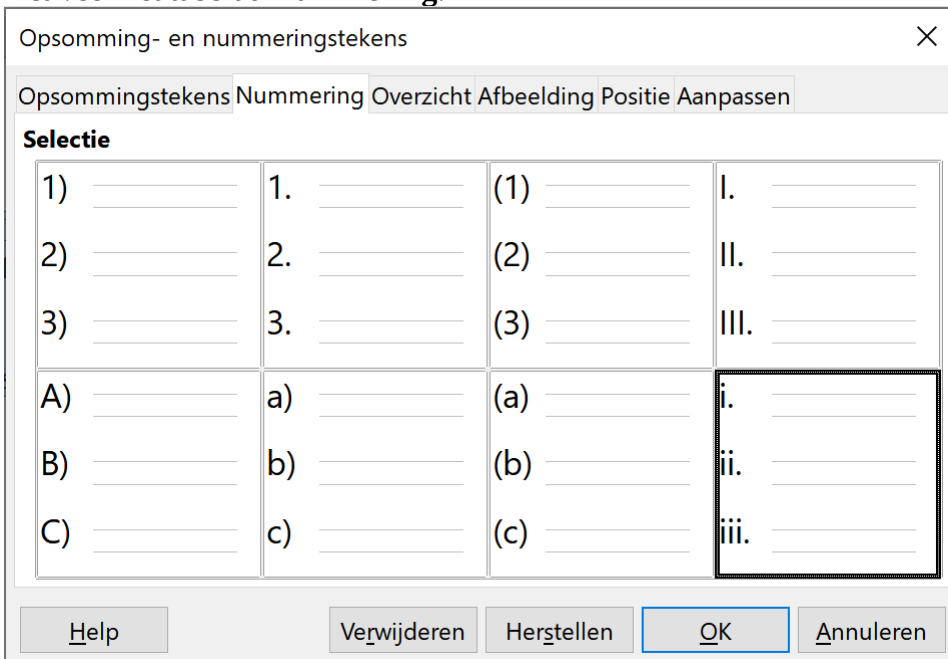 Opsomming- en nummeringstekens
Opsommingstekens Nummering Overzicht Afbeelding Positie Aanpassen
Selectie
1) 1. (1) I.
2) 2. (2) II.
3) 3. (3) III.
A) a) (a) i.
B) b) (b) ii.
C) c) (c) iii.
Help Verwijderen Herstellen OK Annuleren